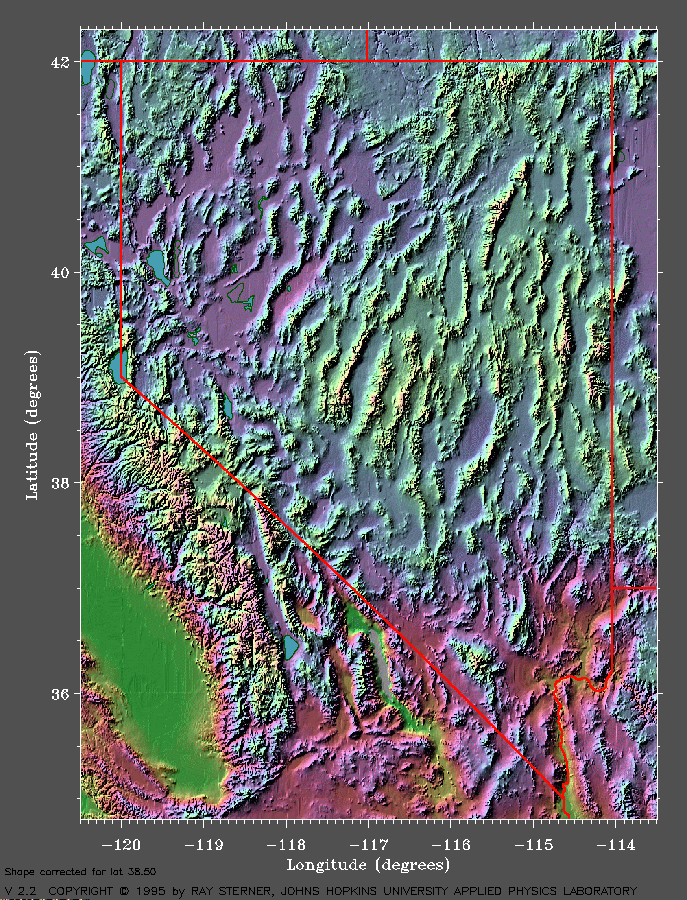 42
40
38
36
Latitude (degrees)
-120 -119 -118 -117 -116 -115 -114
Longitude (degrees)
Shape corrected for lat 38.50
V 2.2 COPYRIGHT © 1995 by RAY STERNER, JOHNS HOPKINS UNIVERSITY APPLIED PHYSICS LABORATORY